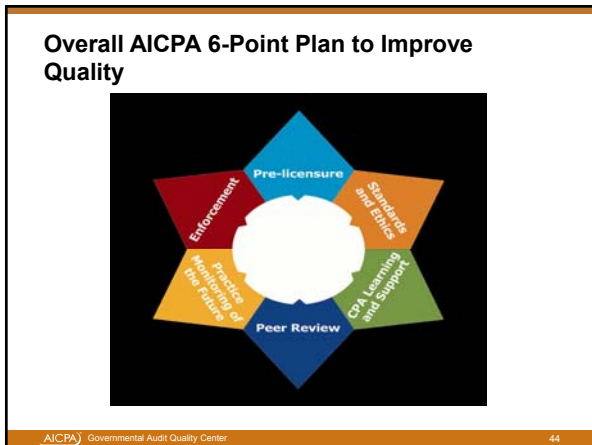 Overall AICPA 6-Point Plan to Improve
Quality
Pre-licensure
Standards
and Ethics
CPA Learning
and Support
Peer Review
Practice
Monitoring of
the Future
Enforcement
AICPA Governmental Audit Quality Center 44